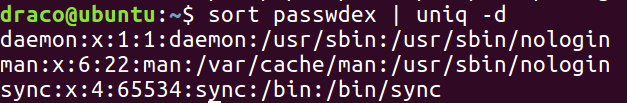 draco@ubuntu:~$ sort passwdex | uniq -d
daemon:x:1:1:daemon:/usr/sbin:/usr/sbin/nologin
man:x:6:22:man:/var/cache/man:/usr/sbin/nologin
sync:x:4:65534:sync:/bin:/bin/sync